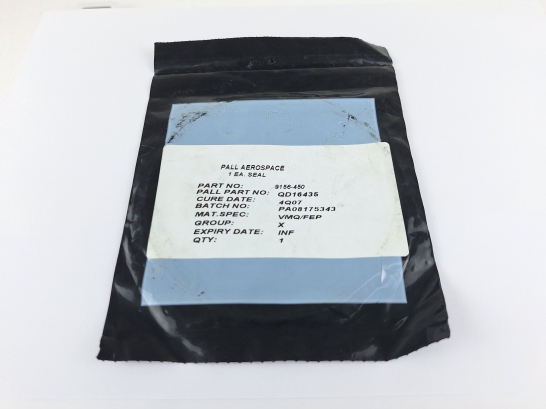 PALL AEROSPACE
1 EA. SEAL
PART NO: 9156-450
PALL PART NO: QD16435
CURE DATE: 4Q07
BATCH NO: PA08175343
MAT.SPEC: VMQ/FEP
GROUP: X
EXPIRY DATE: INF
QTY: 1